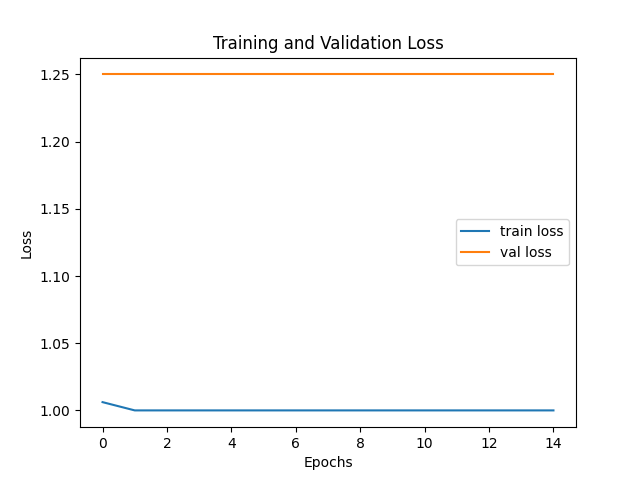 Training and Validation Loss
1.25
1.20
1.15
1.10
1.05
1.00
Loss
train loss
val loss
0 2 4 6 8 10 12 14
Epochs